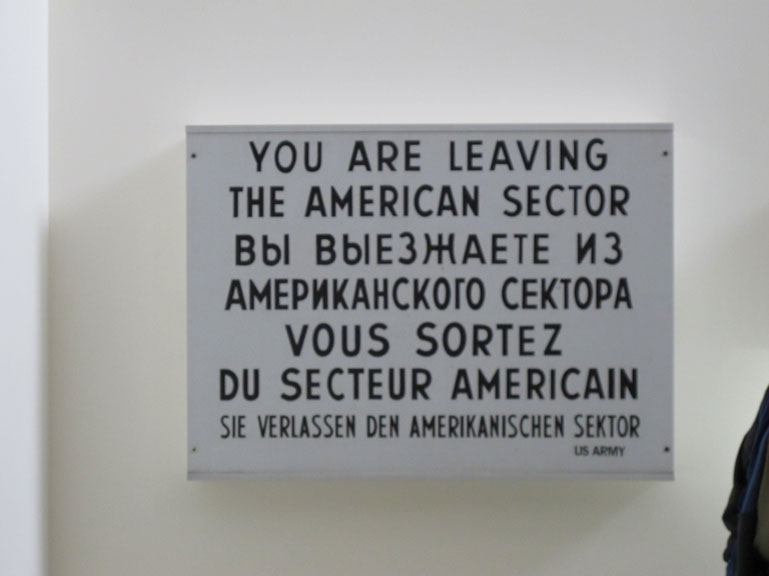 YOU ARE LEAVING
THE AMERICAN SECTOR
ВЫ ВЫЕЗЖАЕТЕ ИЗ
АМЕРИКАНСКОГО СЕКТОРА
VOUS SORTEZ
DU SECTEUR AMERICAIN
SIE VERLASSEN DEN AMERIKANISCHEN SEKTOR
US ARMY